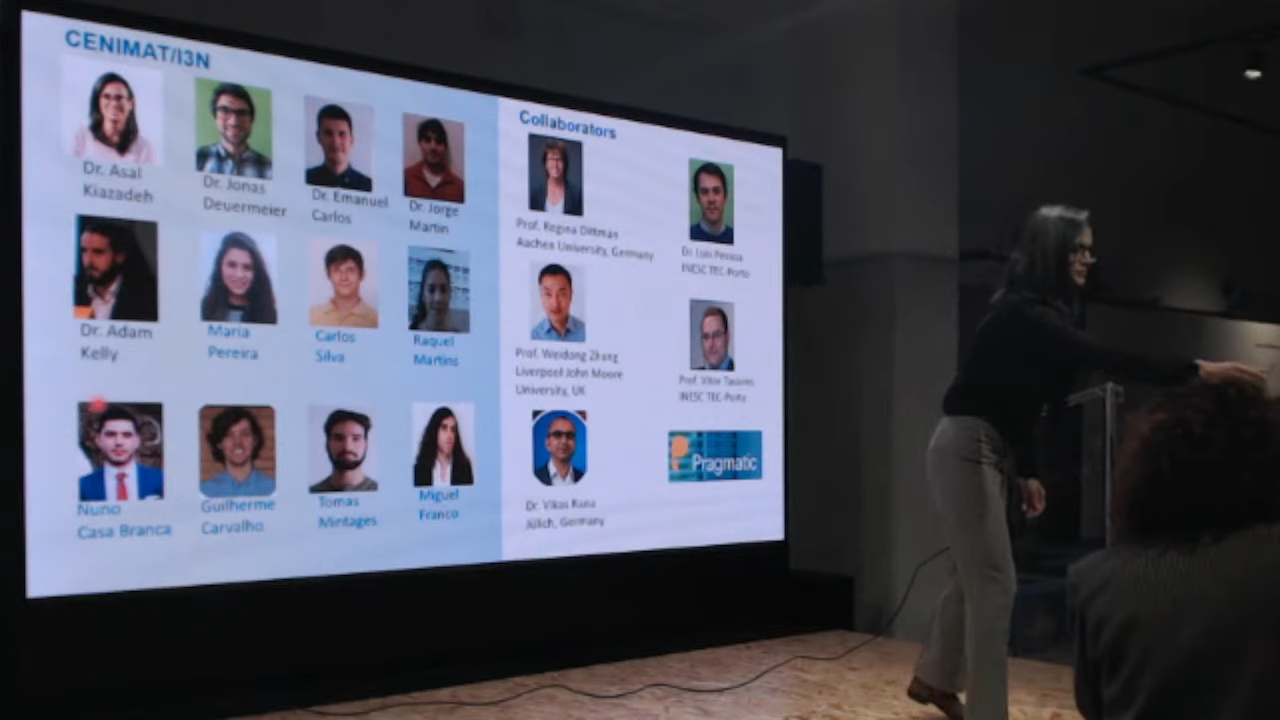 CENIMAT/I3N
Dr. Asal
Kiazadeh
Dr. Jonas
Deuermeier
Dr. Emanuel
Carlos
Dr. Jorge
Martin
Dr. Adam
Kelly
Maria
Pereira
Carlos
Silva
Raquel
Martins
Nuno
Casa Branca
Guilherme
Carvalho
Tomas
Mintages
Miguel
Franco
Collaborators
Prof. Regina Dittman
Aachen University, Germany
Dr. Luis Pessoa
INESC TEC-Porto
Prof. Weidong Zhang
Liverpool John Moore
University, UK
Prof. Vitor Tavares
INESC TEC-Porto
Dr. Vikas Rana
Jülich, Germany
Pragmatic